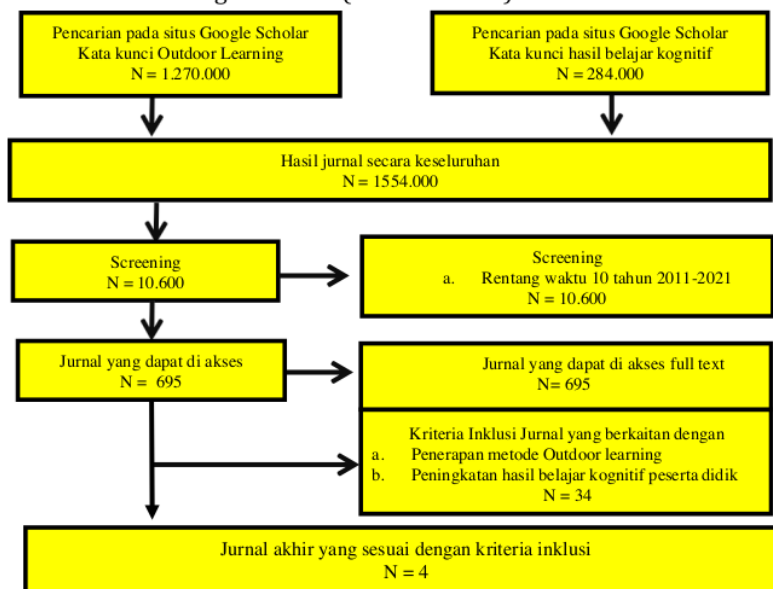 Pencarian pada situs Google Scholar
Kata kunci Outdoor Learning
N = 1.270.000
Pencarian pada situs Google Scholar
Kata kunci hasil belajar kognitif
N = 284.000
Hasil jurnal secara keseluruhan
N = 1554.000
Screening
N = 10.600
Screening
a. Rentang waktu 10 tahun 2011-2021
N = 10.600
Jurnal yang dapat di akses
N = 695
Jurnal yang dapat di akses full text
N= 695
Kriteria Inklusi Jurnal yang berkaitan dengan
a. Penerapan metode Outdoor learning
b. Peningkatan hasil belajar kognitif peserta didik
N = 34
Jurnal akhir yang sesuai dengan kriteria inklusi
N = 4